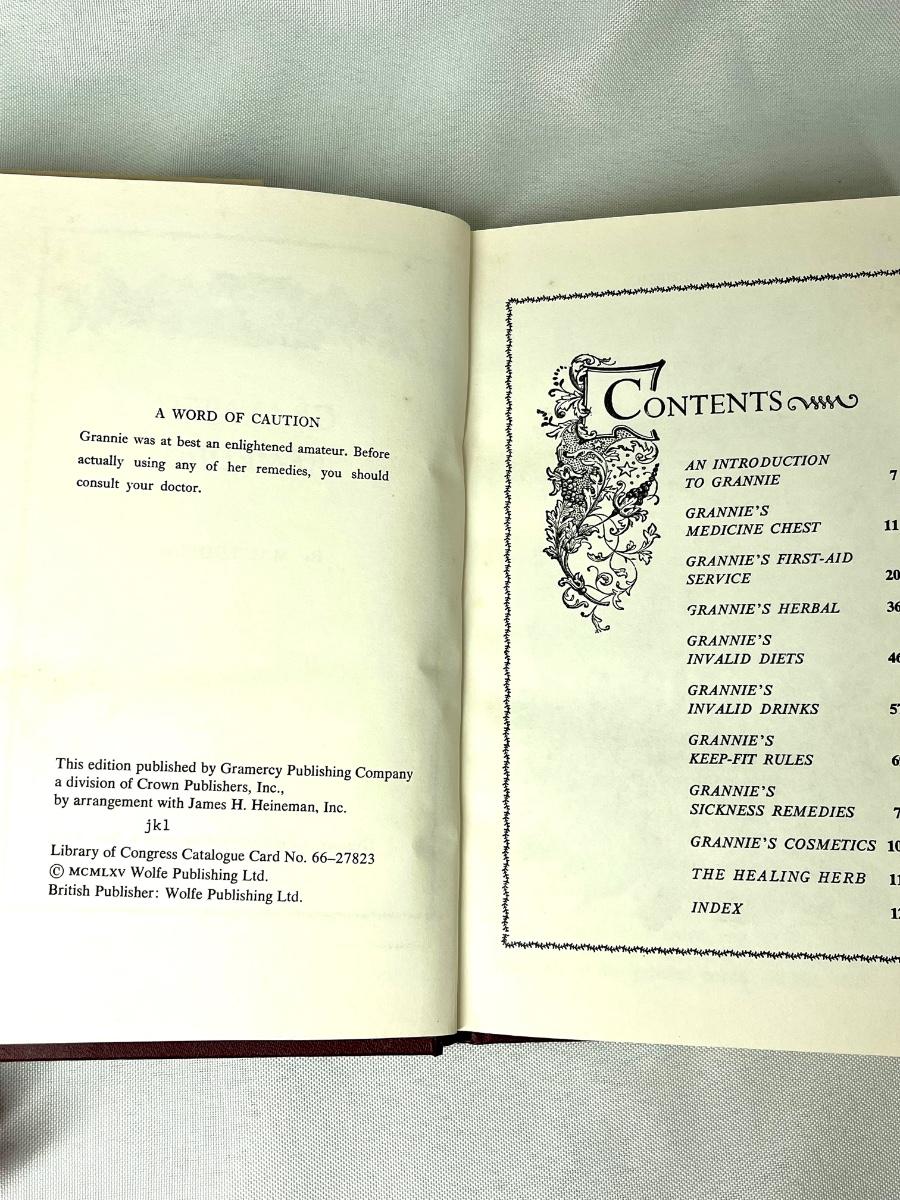 A WORD OF CAUTION
Grannie was at best an enlightened amateur. Before
actually using any of her remedies, you should
consult your doctor.
This edition published by Gramercy Publishing Company
a division of Crown Publishers, Inc.,
by arrangement with James H. Heineman, Inc.
jkl
Library of Congress Catalogue Card No. 66–27823
© MCMLXV Wolfe Publishing Ltd.
British Publisher: Wolfe Publishing Ltd.
CONTENTS
AN INTRODUCTION
TO GRANNIE 7
GRANNIE'S
MEDICINE CHEST 11
GRANNIE'S FIRST-AID
SERVICE 20
GRANNIE'S HERBAL 36
GRANNIE'S
INVALID DIETS 46
GRANNIE'S
INVALID DRINKS
GRANNIE'S
KEEP-FIT RULES
GRANNIE'S
SICKNESS REMEDIES
GRANNIE'S COSMETICS
THE HEALING HERB
INDEX